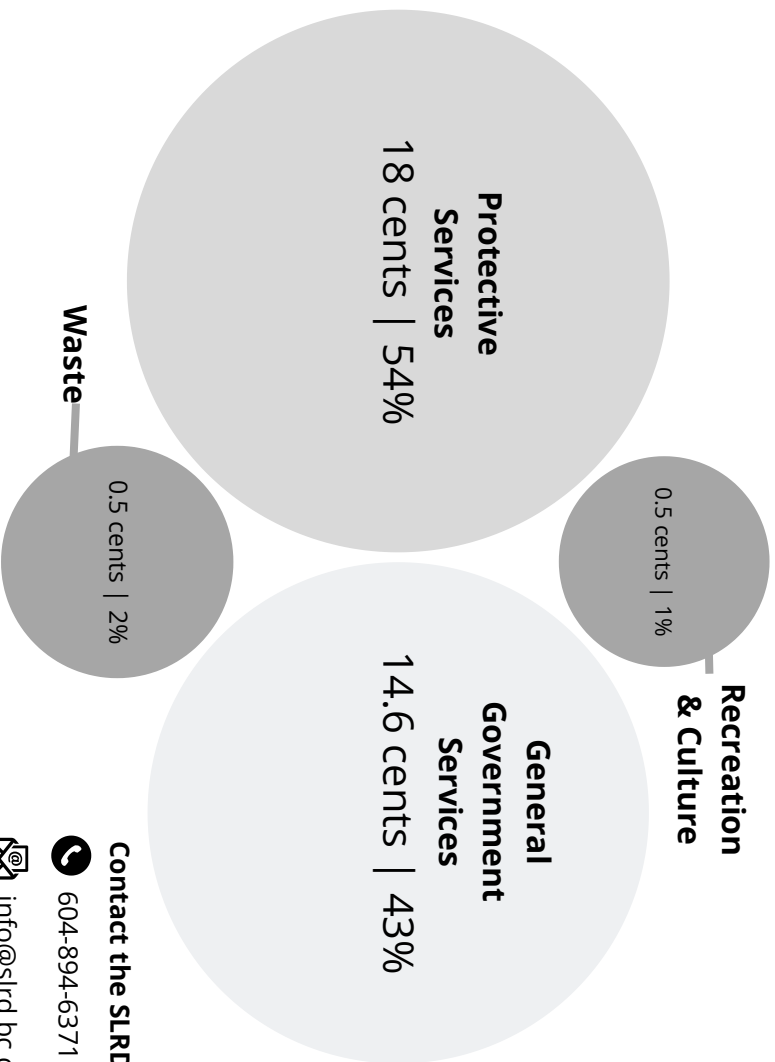 Recreation
& Culture
0.5 cents | 1%
Protective
Services
18 cents | 54%
General
Government
Services
14.6 cents | 43%
Waste
0.5 cents | 2%
Contact the SLRD
604-894-6371